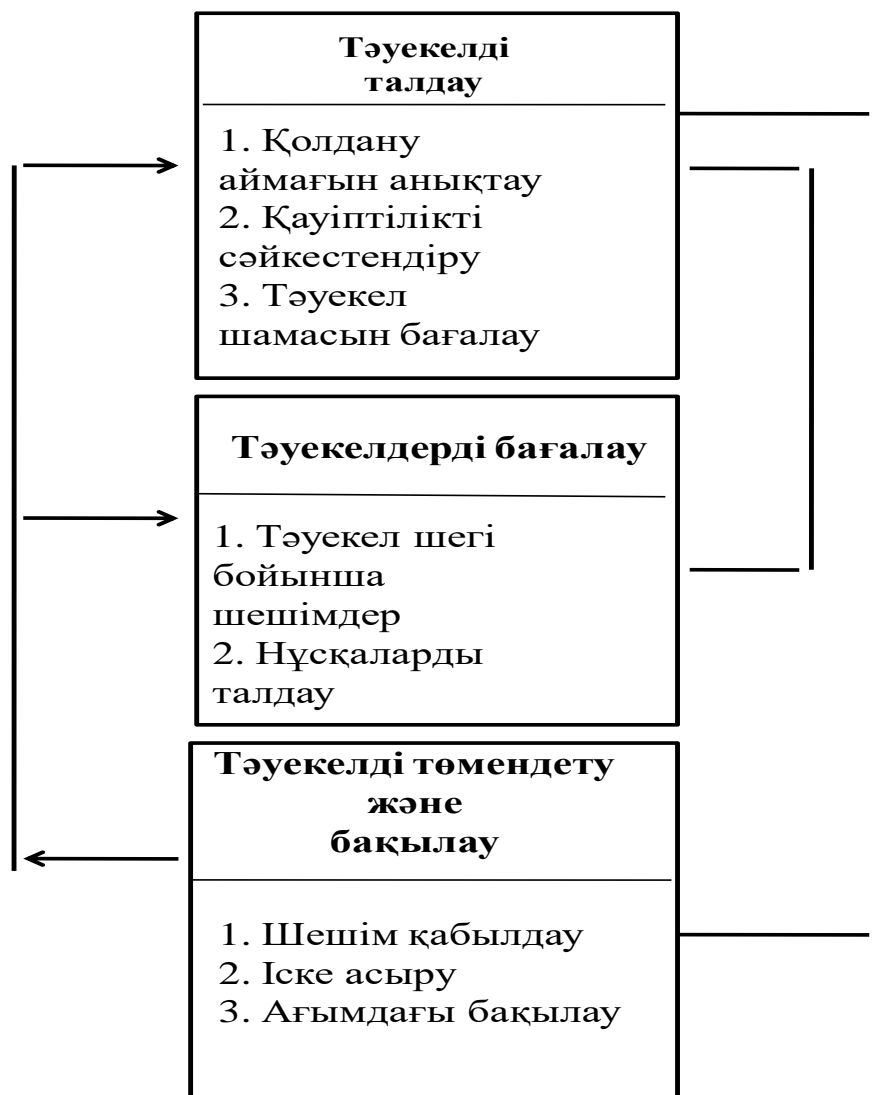 Тәуекелді
талдау
1. Қолдану
аймағын анықтау
2. Қауіптілікті
сәйкестендіру
3. Тәуекел
шамасын бағалау
Тәуекелдерді бағалау
1. Тәуекел шегі
бойынша
шешімдер
2. Нұсқаларды
талдау
Тәуекелді төмендету
және
бақылау
1. Шешім қабылдау
2. Іске асыру
3. Ағымдағы бақылау